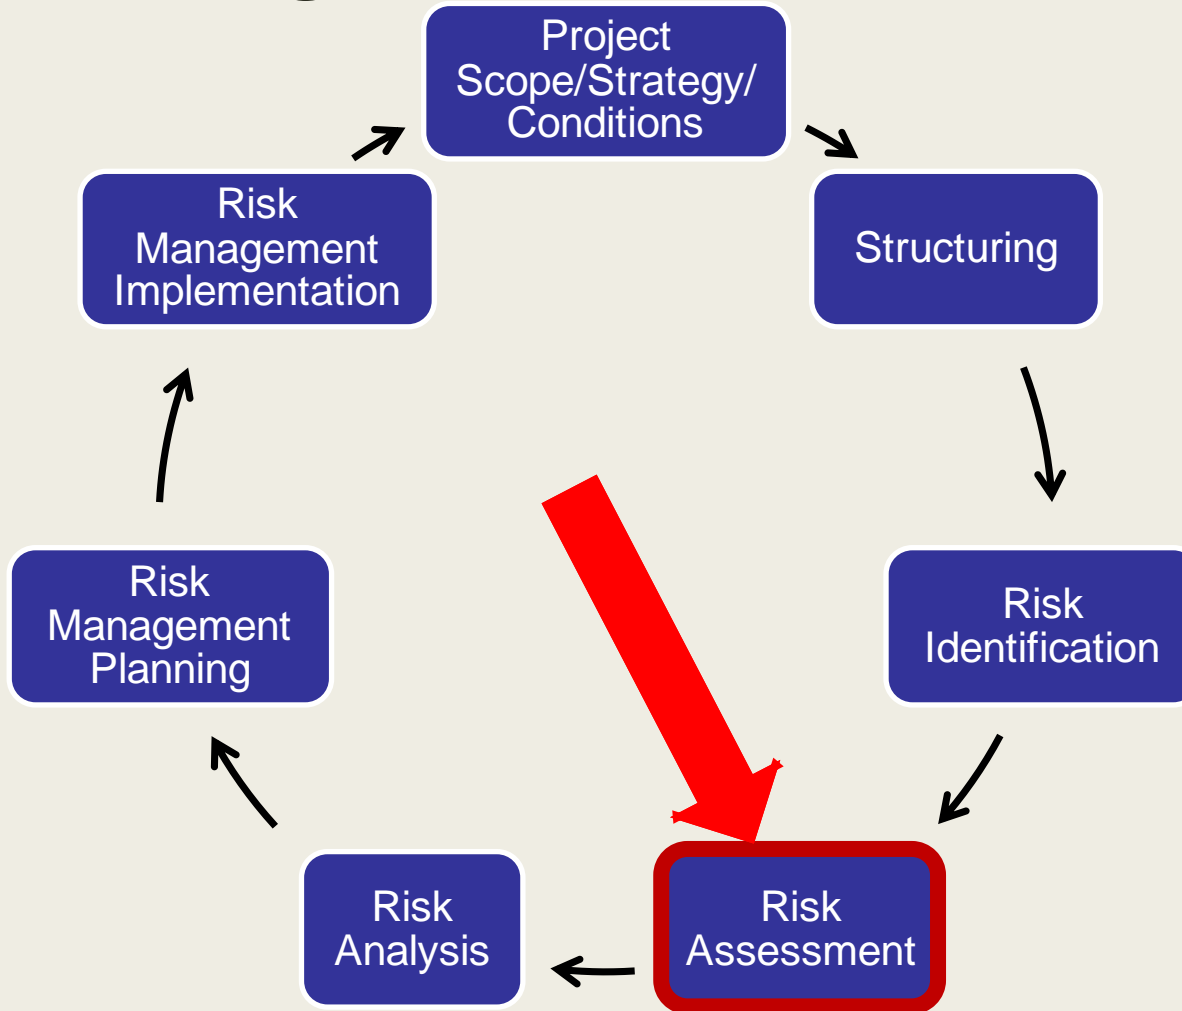 Project
Scope/Strategy/
Conditions
Structuring
Risk
Identification
Risk
Assessment
Risk
Analysis
Risk
Management
Planning
Risk
Management
Implementation